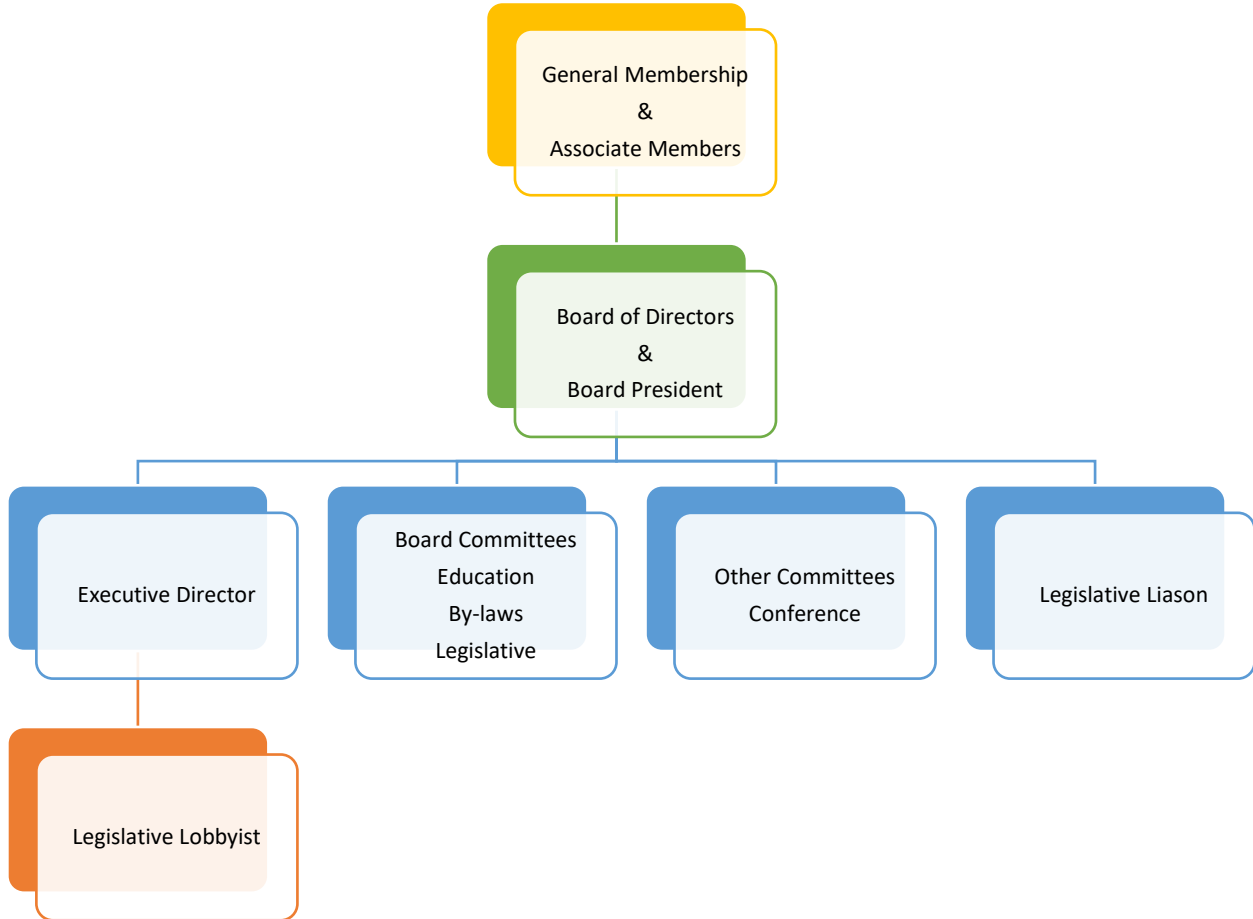 General Membership
&
Associate Members
Board of Directors
&
Board President
Executive Director
Board Committees
Education
By-laws
Legislative
Other Committees
Conference
Legislative Liason
Legislative Lobbyist